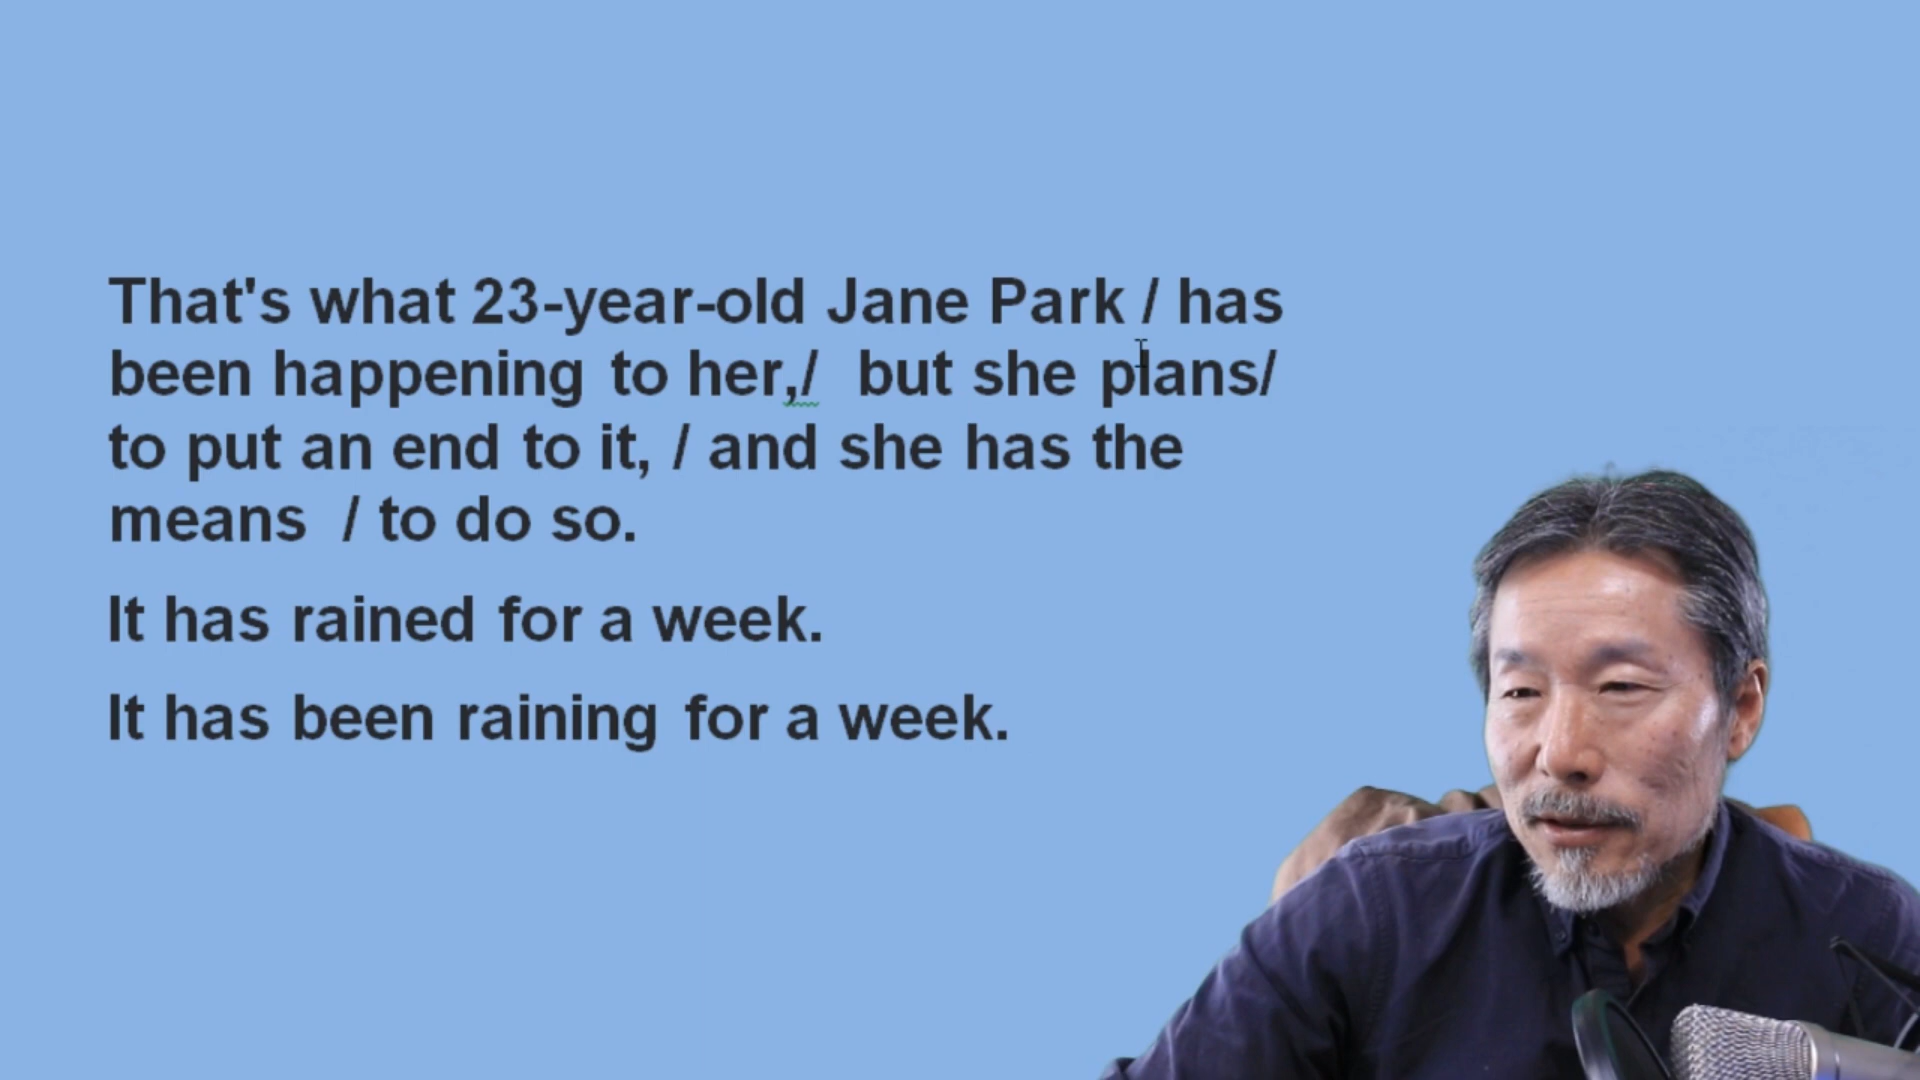 That's what 23-year-old Jane Park / has
been happening to her,/ but she plans/
to put an end to it, / and she has the
means / to do so.
It has rained for a week.
It has been raining for a week.